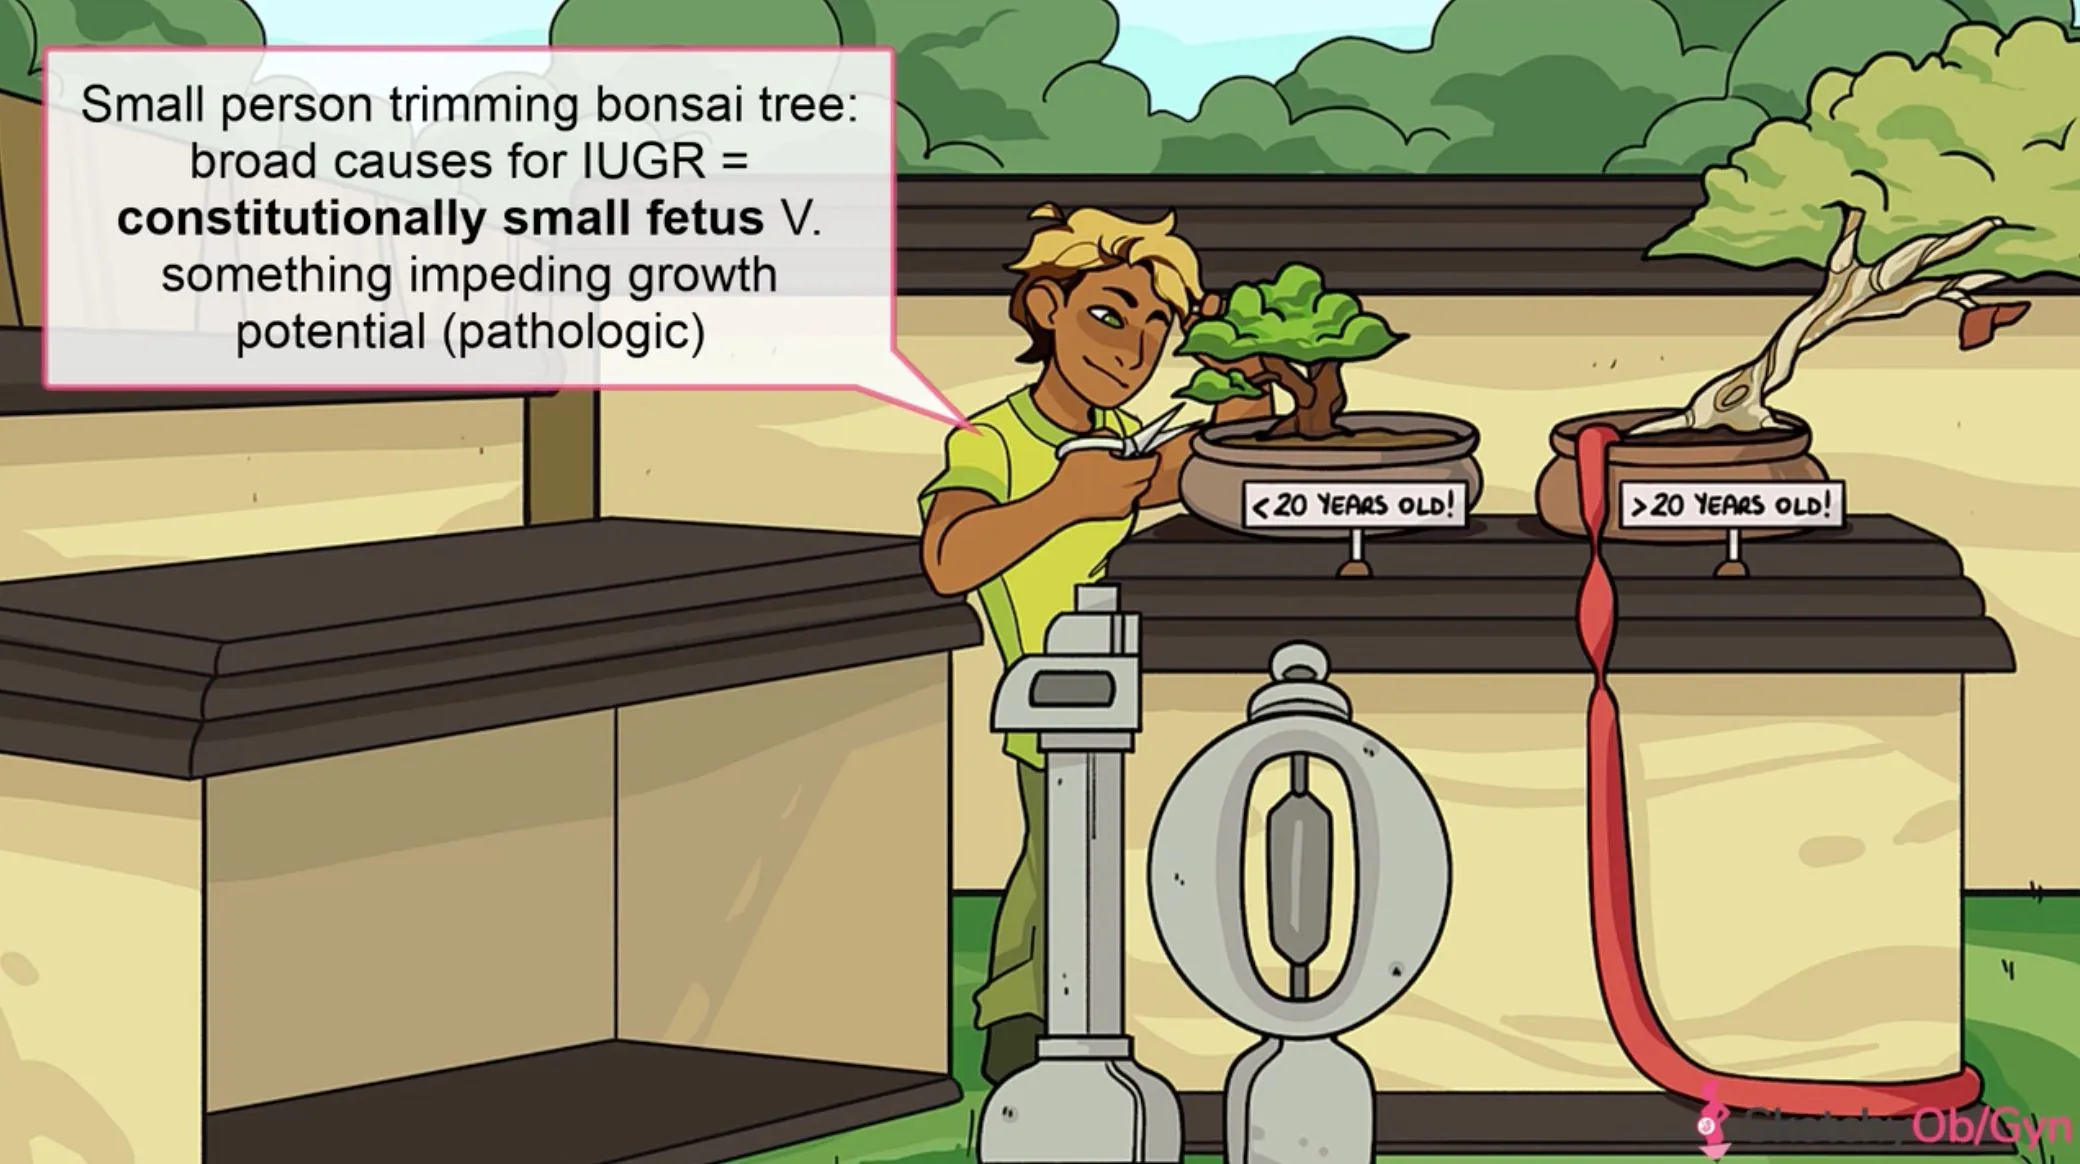 Small person trimming bonsai tree:
broad causes for IUGR =
constitutionally small fetus V.
something impeding growth
potential (pathologic)
<20 YEARS OLD!
>20 YEARS OLD!
Sketchy Ob/Gyn